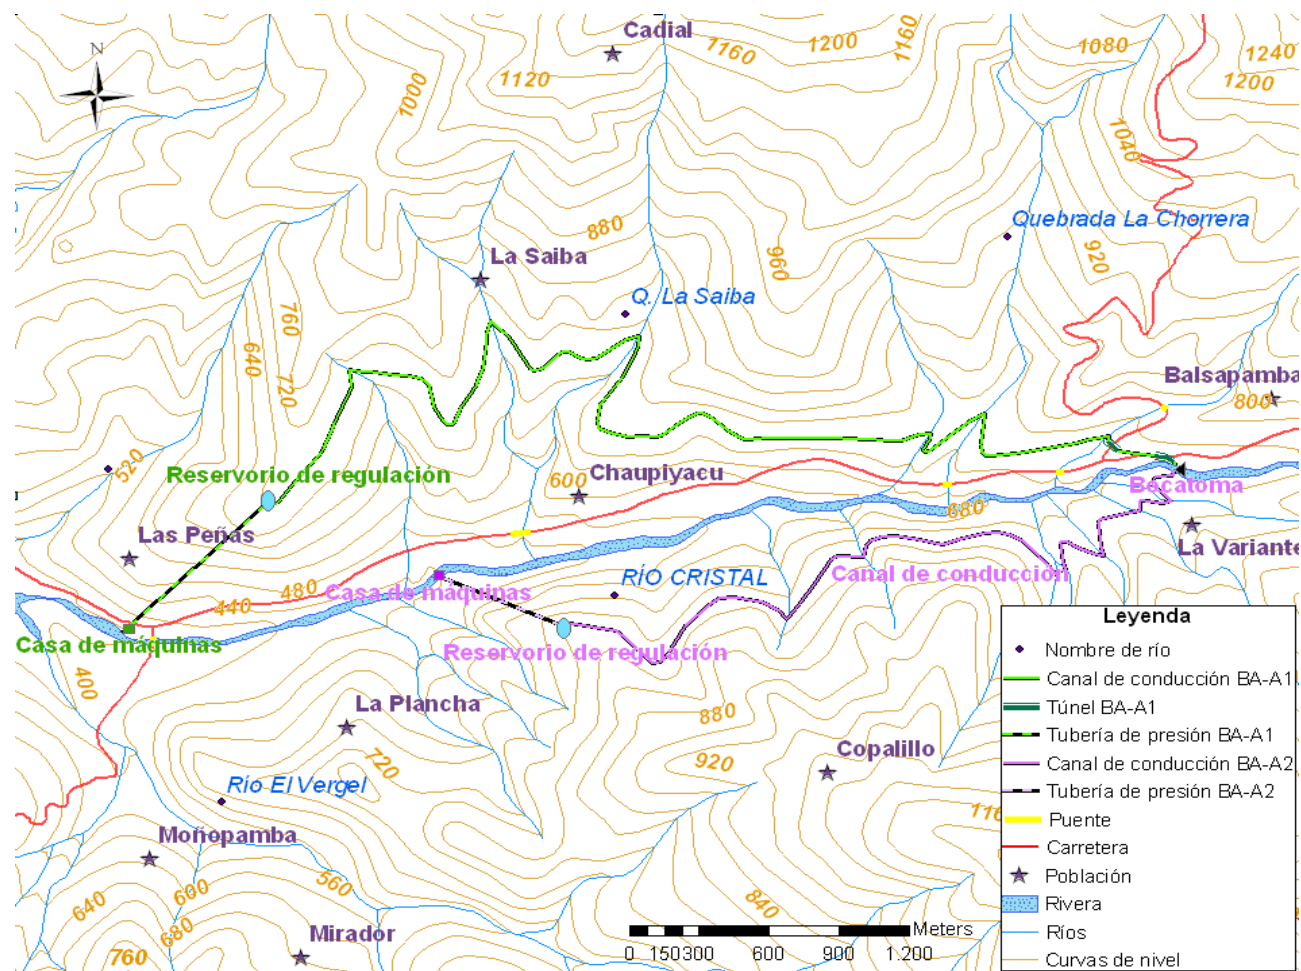 N
Cadial
1160
1200
1160
1080
1240
1200
1120
1000
1040
880
960
920
Quebrada La Chorrera
La Saiba
Q. La Saiba
760
640
720
Balsapamba
800
520
Reservorio de regulación
600
Chaupiyacu
Bocatoma
680
Las Peñas
La Variante
480
440
Casa de máquinas
RÍO CRISTAL
Canal de conducción
Casa de máquinas
Reservorio de regulación
400
La Plancha
880
720
920
Copalillo
Río El Vergel
Moñopamba
116
640
600
560
680
840
760
Mirador
Meters
0 150 300 600 900 1.200
Leyenda
Nombre de río
Canal de conducción BA-A1
Túnel BA-A1
Tubería de presión BA-A1
Canal de conducción BA-A2
Tubería de presión BA-A2
Puente
Carretera
Población
Rivera
Ríos
Curvas de nivel